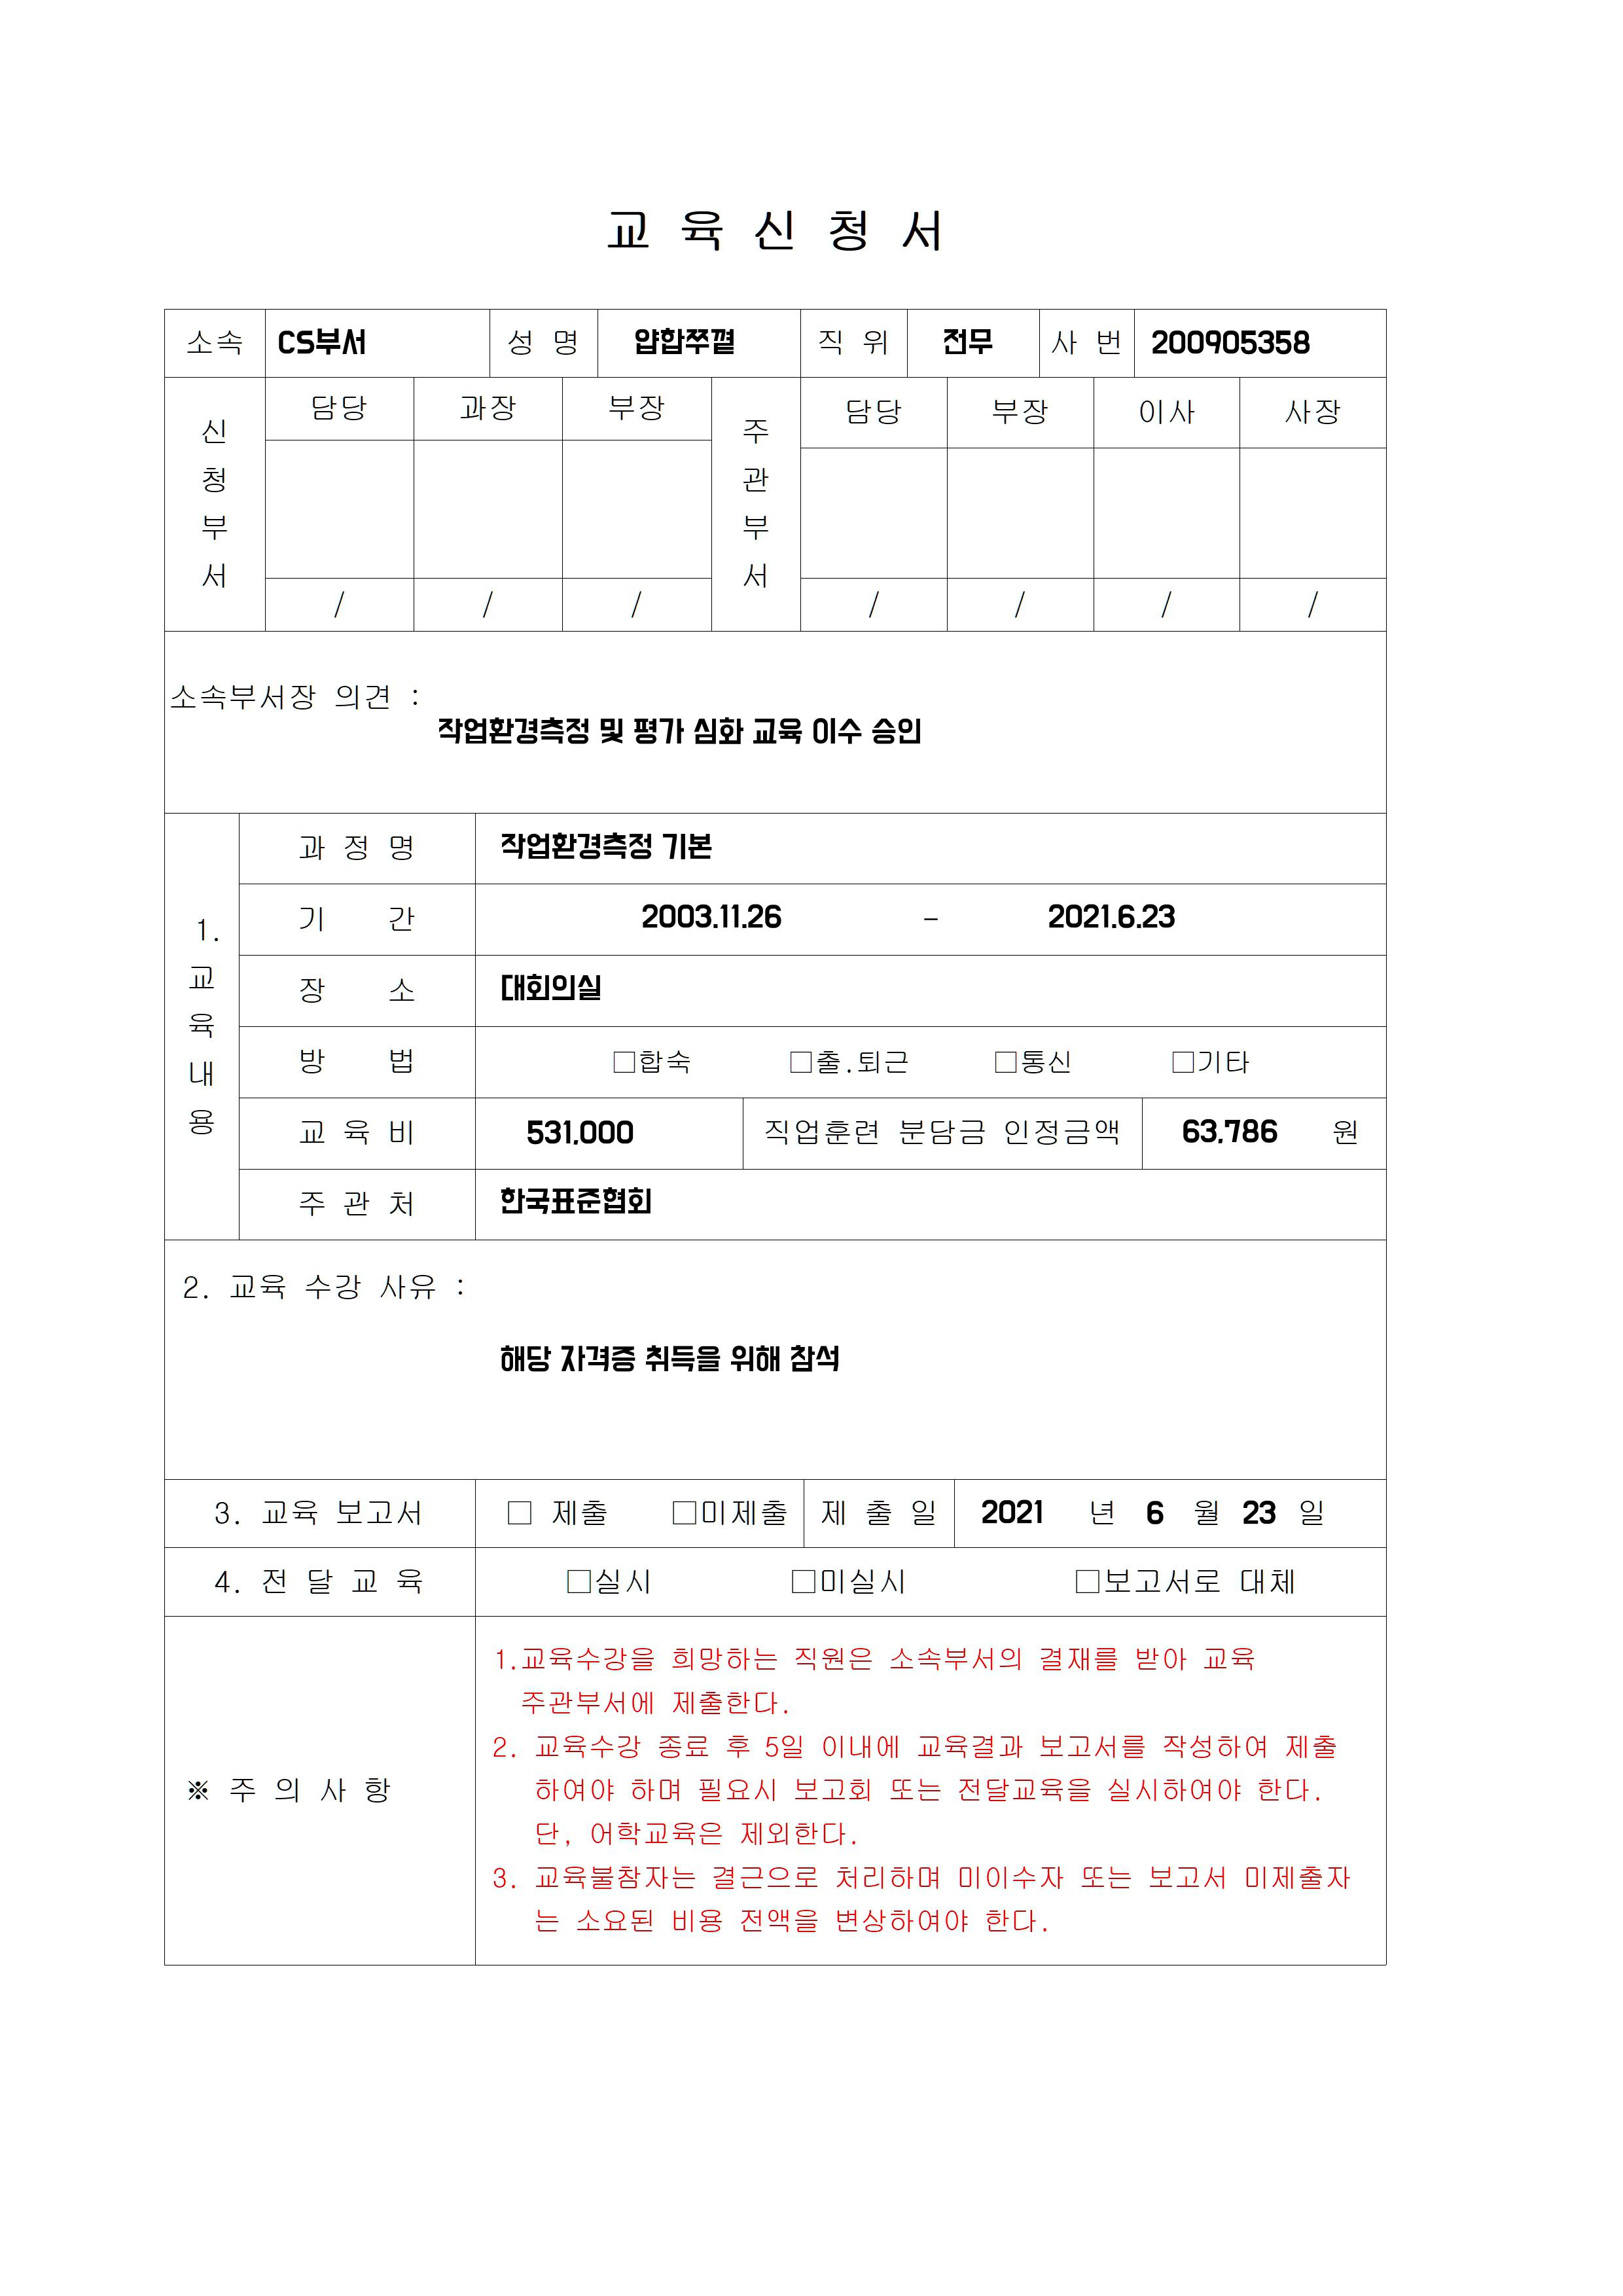 교 육 신 청 서
소속 CS부서 성 명 얍합쭈꼍 직 위 전무 사 번 200905358
신청부서 담당 과장 부장 주관부서 담당 부장 이사 사장
/ / / / / / /
소속부서장 의견 :
작업환경측정 및 평가 심화 교육 이수 승인
1. 교육내용
과 정 명 작업환경측정 기본
기 간 2003.11.26 - 2021.6.23
장 소 대회의실
방 법 □합숙 □출.퇴근 □통신 □기타
교 육 비 531,000 직업훈련 분담금 인정금액 63,786 원
주 관 처 한국표준협회
2. 교육 수강 사유 :
해당 자격증 취득을 위해 참석
3. 교육 보고서 □ 제출 □미제출 제 출 일 2021 년 6 월 23 일
4. 전 달 교 육 □실시 □미실시 □보고서로 대체
※ 주 의 사 항
1.교육수강을 희망하는 직원은 소속부서의 결재를 받아 교육
주관부서에 제출한다.
2. 교육수강 종료 후 5일 이내에 교육결과 보고서를 작성하여 제출
하여야 하며 필요시 보고회 또는 전달교육을 실시하여야 한다.
단, 어학교육은 제외한다.
3. 교육불참자는 결근으로 처리하며 미이수자 또는 보고서 미제출자
는 소요된 비용 전액을 변상하여야 한다.